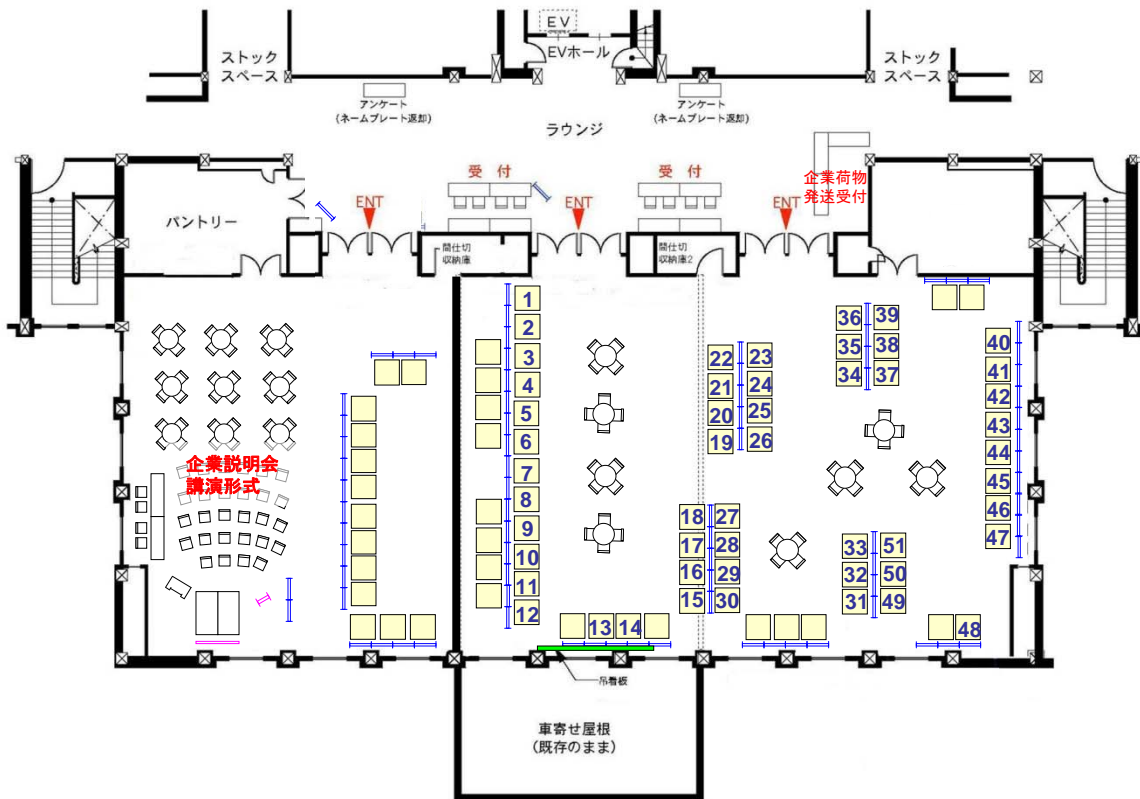 EV
EVホール
ストック
スペース
ストック
スペース
アンケート
(ネームプレート返却)
アンケート
(ネームプレート返却)
ラウンジ
受 付
受 付
企業荷物
発送受付
ENT
ENT
ENT
パントリー
間仕切
収納庫
間仕切
収納庫2
1
2
3
4
5
6
7
8
9
10
11
12
13
14
15
16
17
18
19
20
21
22
23
24
25
26
27
28
29
30
31
32
33
34
35
36
37
38
39
40
41
42
43
44
45
46
47
48
49
50
51
企業説明会
講演形式
吊看板
車寄せ屋根
(既存のまま)